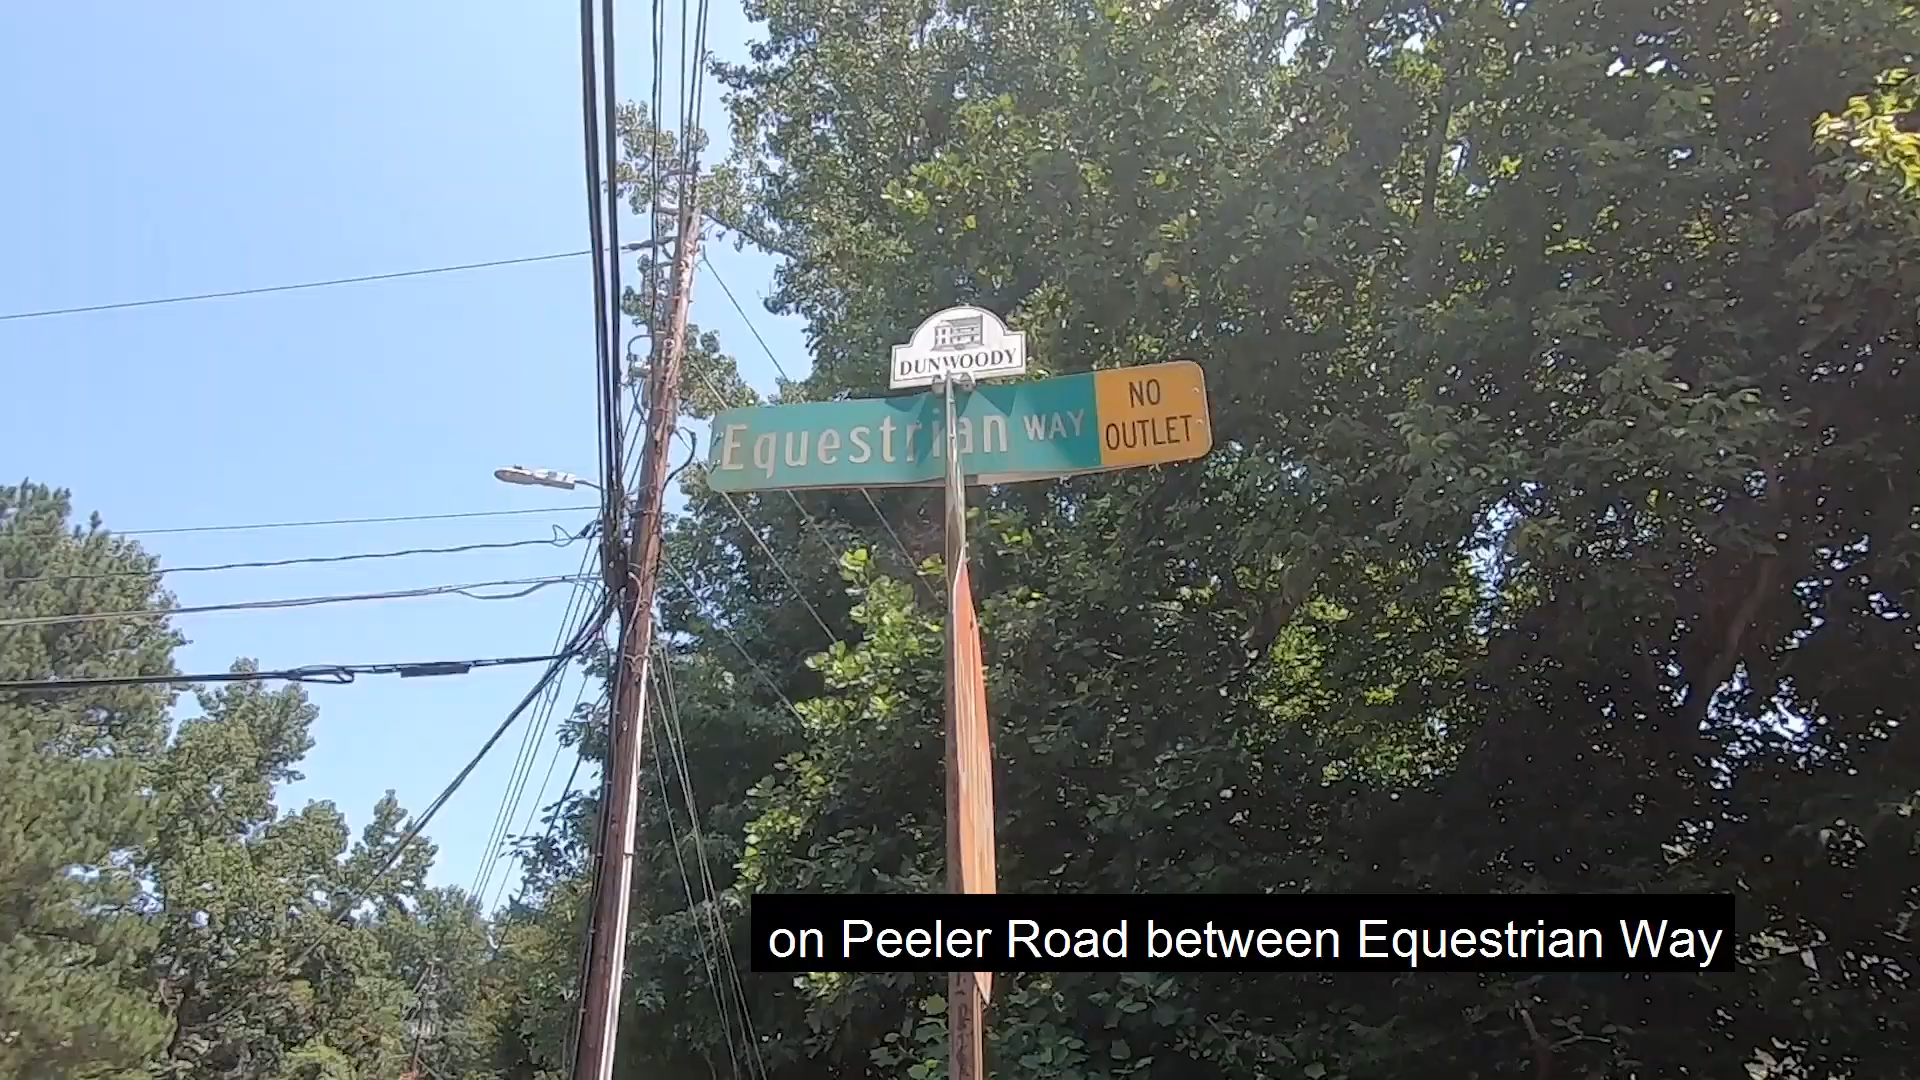 DUNWOODY
Equestrian WAY
NO
OUTLET
on Peeler Road between Equestrian Way